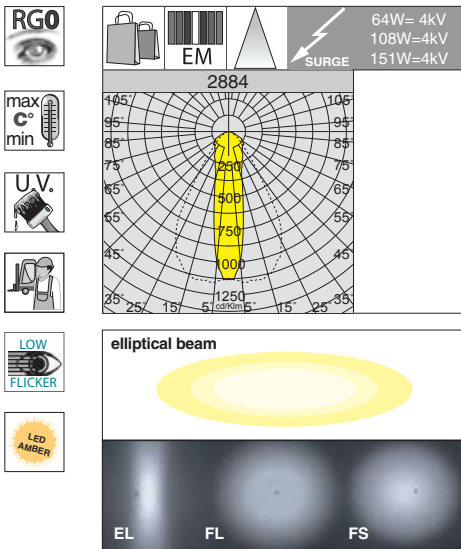 RG0
max
C°
min
U.V.
LOW
FLICKER
LED
AMBER
EM
SURGE
64W= 4kV
108W=4kV
151W=4kV
2884
105° 105°
95° 95°
85° 85°
75° 75°
65° 65°
55° 55°
45° 45°
35° 25° 15° 5° 5° 15° 25° 35°
250
500
750
1000
1250
cd/Klm
elliptical beam
EL FL FS